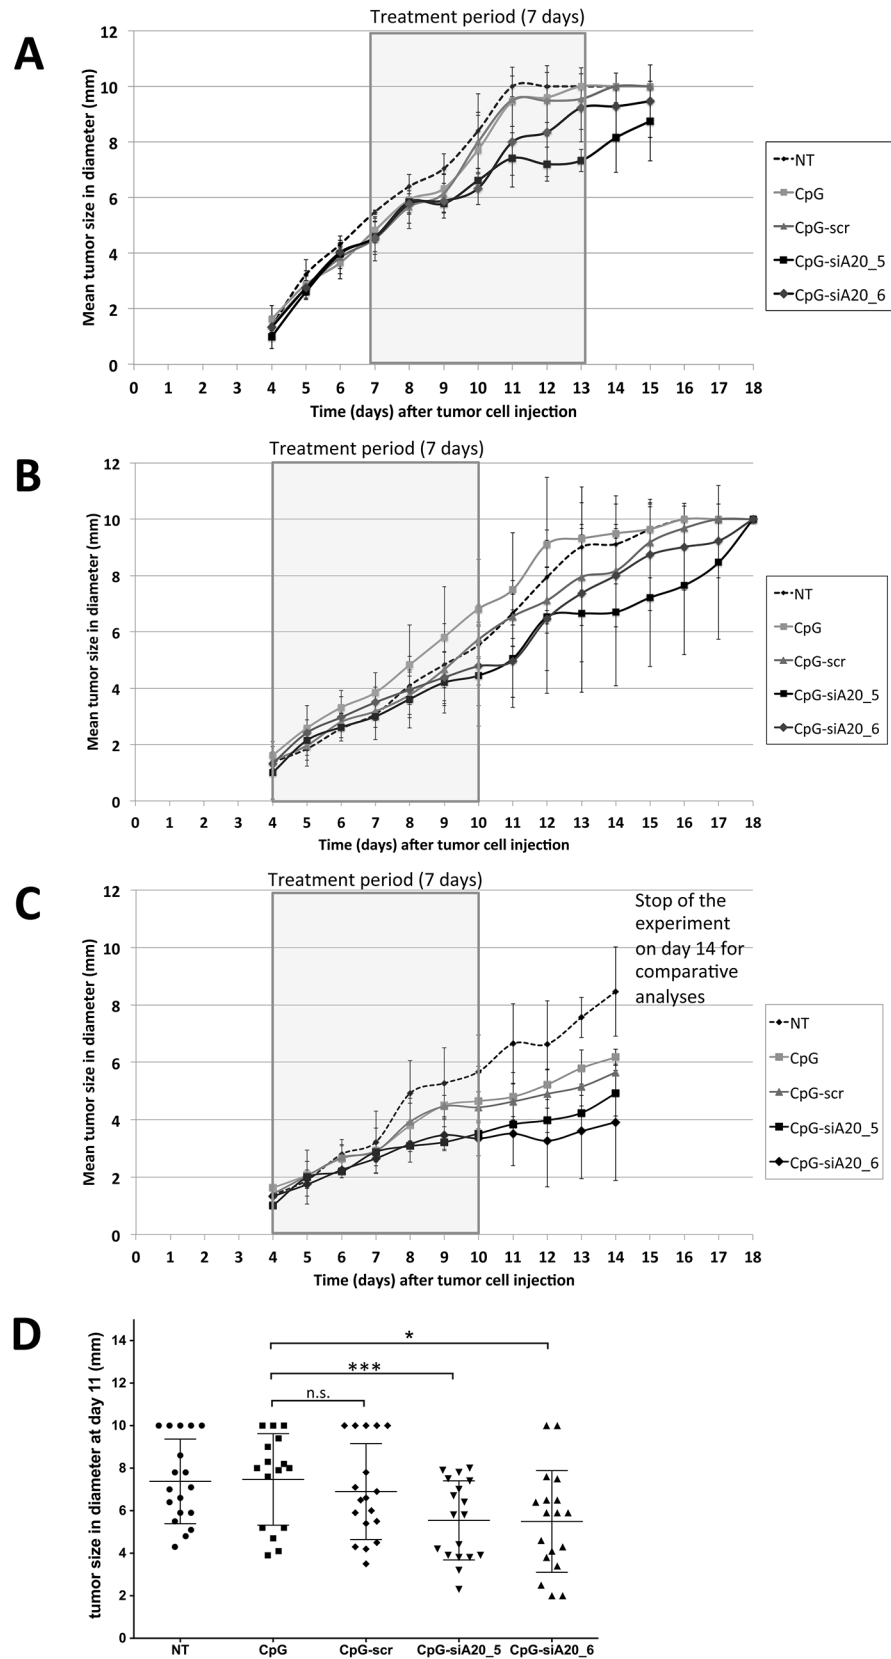 Treatment period (7 days)
A
Mean tumor size in diameter (mm)
12
10
8
6
4
2
0
0 1 2 3 4 5 6 7 8 9 10 11 12 13 14 15 16 17 18
Time (days) after tumor cell injection
NT
CpG
CpG-scr
CpG-siA20_5
CpG-siA20_6
Treatment period (7 days)
B
Mean tumor size in diameter (mm)
12
10
8
6
4
2
0
0 1 2 3 4 5 6 7 8 9 10 11 12 13 14 15 16 17 18
Time (days) after tumor cell injection
NT
CpG
CpG-scr
CpG-siA20_5
CpG-siA20_6
Treatment period (7 days)
C
Mean tumor size in diameter (mm)
12
10
8
6
4
2
0
0 1 2 3 4 5 6 7 8 9 10 11 12 13 14 15 16 17 18
Time (days) after tumor cell injection
Stop of the
experiment
on day 14 for
comparative
analyses
NT
CpG
CpG-scr
CpG-siA20_5
CpG-siA20_6
D
tumor size in diameter at day 11 (mm)
14
12
10
8
6
4
2
0
*
***
n.s.
NT CpG CpG-scr CpG-siA20_5 CpG-siA20_6